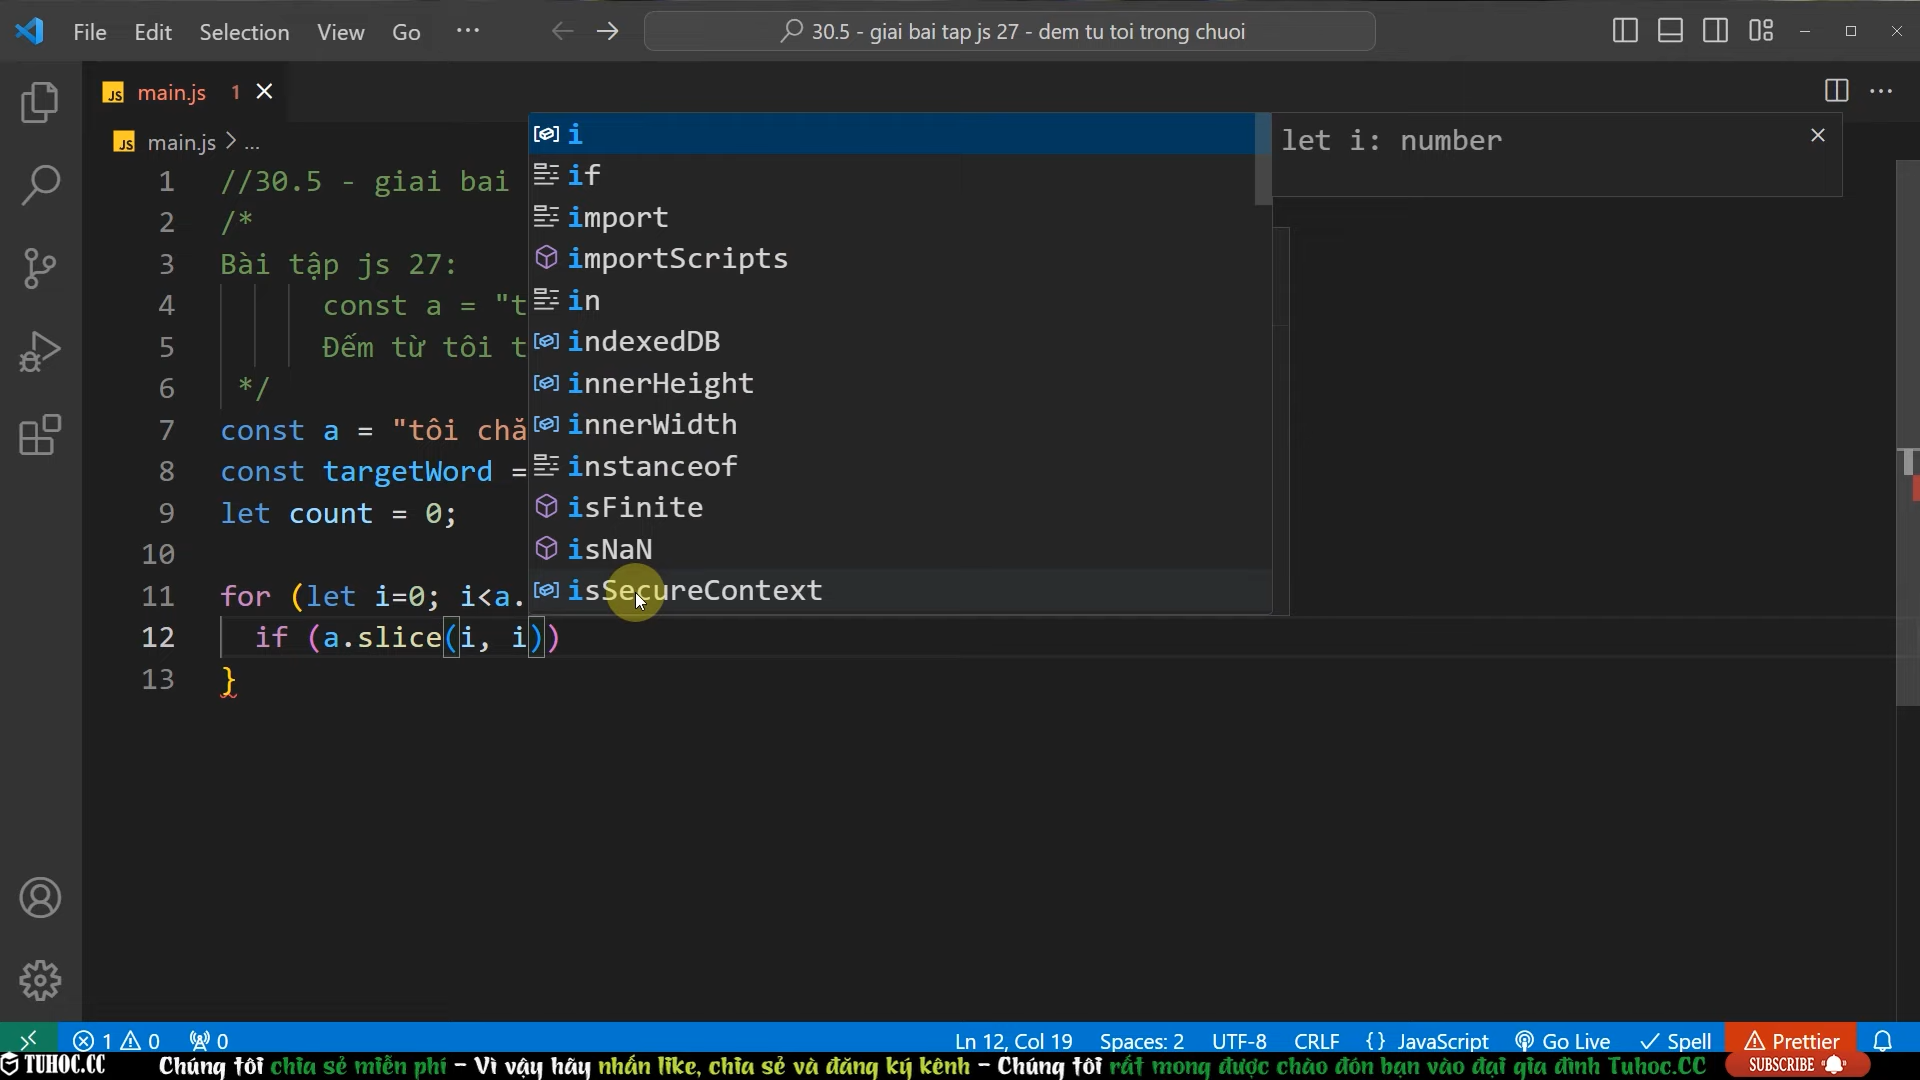 File Edit Selection View Go ... 30.5 - giai bai tap js 27 - dem tu toi trong chuoi
JS main.js 1
JS main.js > ...
1 //30.5 - giai bai
2 /*
3 Bài tập js 27:
4 const a = "t
5 Đếm từ tôi t
6 */
7 const a = "tôi chă
8 const targetWord =
9 let count = 0;
10
11 for (let i=0; i<a.
12 if (a.slice(i, i))
13 }
i
if
import
importScripts
in
indexedDB
innerHeight
innerWidth
instanceof
isFinite
isNaN
isSecureContext
let i: number
1 0 0 Ln 12, Col 19 Spaces: 2 UTF-8 CRLF {} JavaScript Go Live Spell Prettier
TUHOC.CC Chúng tôi chia sẻ miễn phí - Vì vậy hãy nhấn like, chia sẻ và đăng ký kênh - Chúng tôi rất mong được chào đón bạn vào đại gia đình Tuhoc.CC SUBSCRIBE